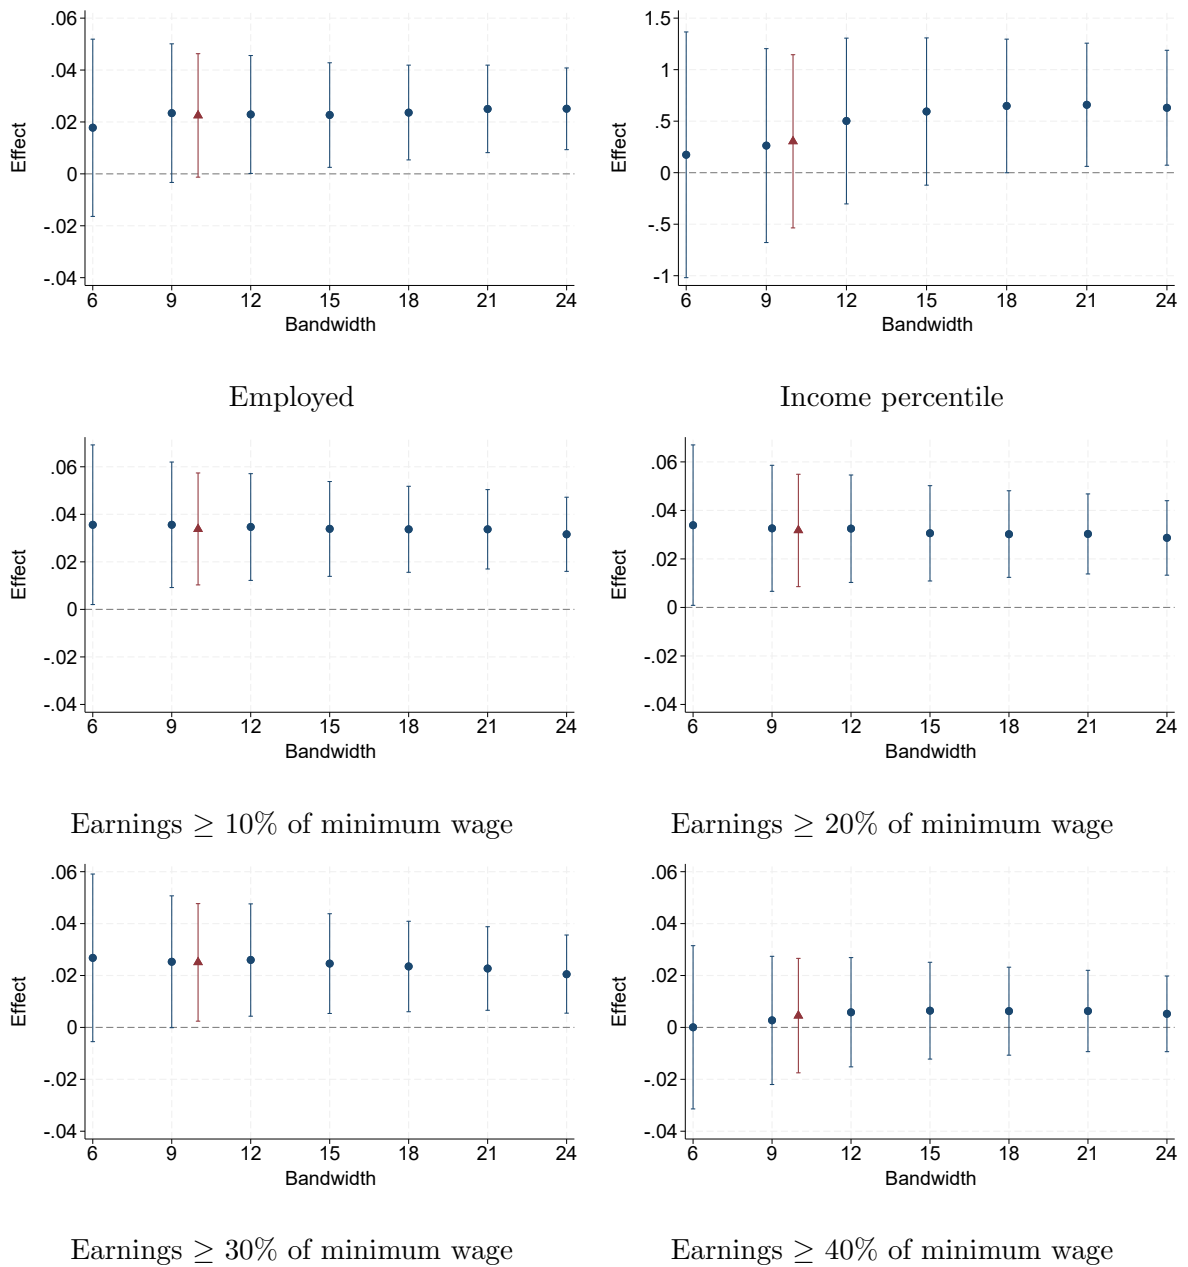 .06
.04
.02
0
-.02
-.04
Effect
6 9 12 15 18 21 24
Bandwidth
Employed
1.5
1
.5
0
-.5
-1
Effect
6 9 12 15 18 21 24
Bandwidth
Income percentile
.06
.04
.02
0
-.02
-.04
Effect
6 9 12 15 18 21 24
Bandwidth
Earnings ≥ 10% of minimum wage
.06
.04
.02
0
-.02
-.04
Effect
6 9 12 15 18 21 24
Bandwidth
Earnings ≥ 20% of minimum wage
.06
.04
.02
0
-.02
-.04
Effect
6 9 12 15 18 21 24
Bandwidth
Earnings ≥ 30% of minimum wage
.06
.04
.02
0
-.02
-.04
Effect
6 9 12 15 18 21 24
Bandwidth
Earnings ≥ 40% of minimum wage